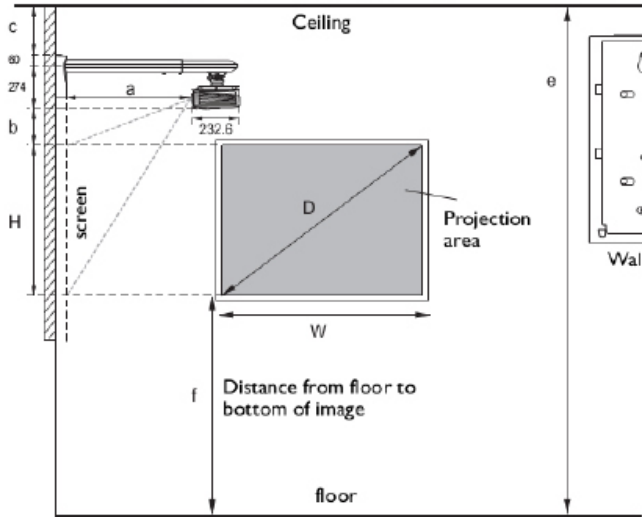 Ceiling
c
60
274
e
a
b
232.6
D
H
screen
Projection
area
Wal
W
f
Distance from floor to
bottom of image
floor